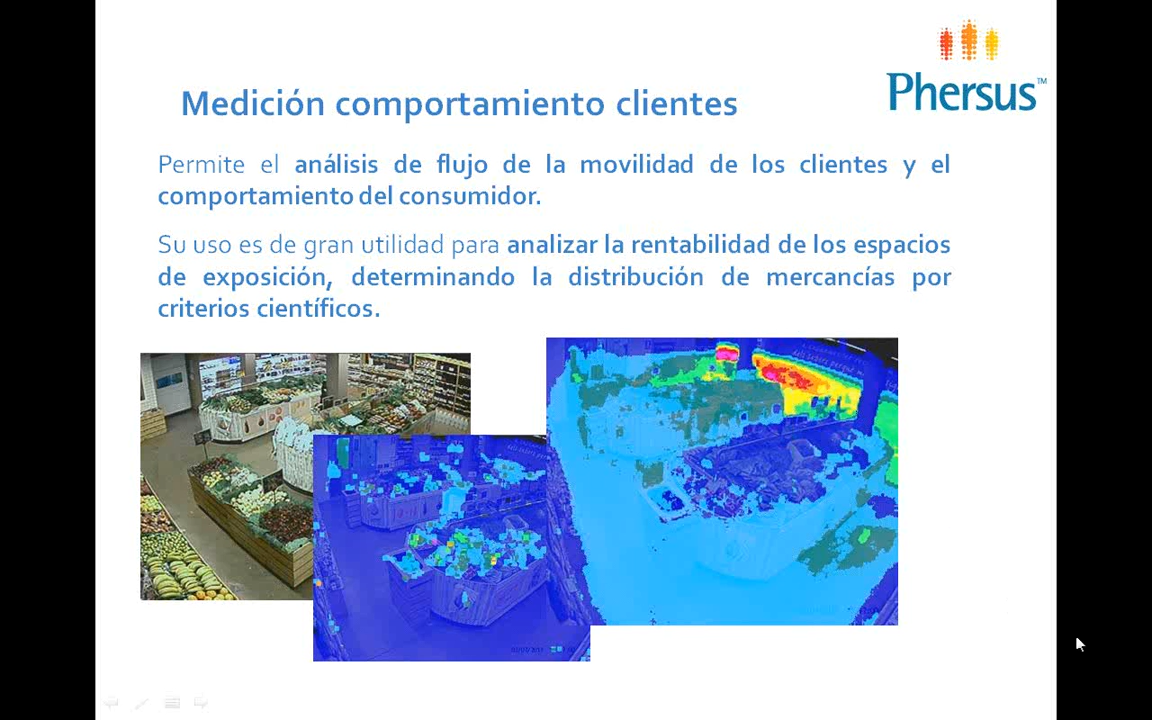 Phersus™
Medición comportamiento clientes
Permite el análisis de flujo de la movilidad de los clientes y el
comportamiento del consumidor.
Su uso es de gran utilidad para analizar la rentabilidad de los espacios
de exposición, determinando la distribución de mercancías por
criterios científicos.